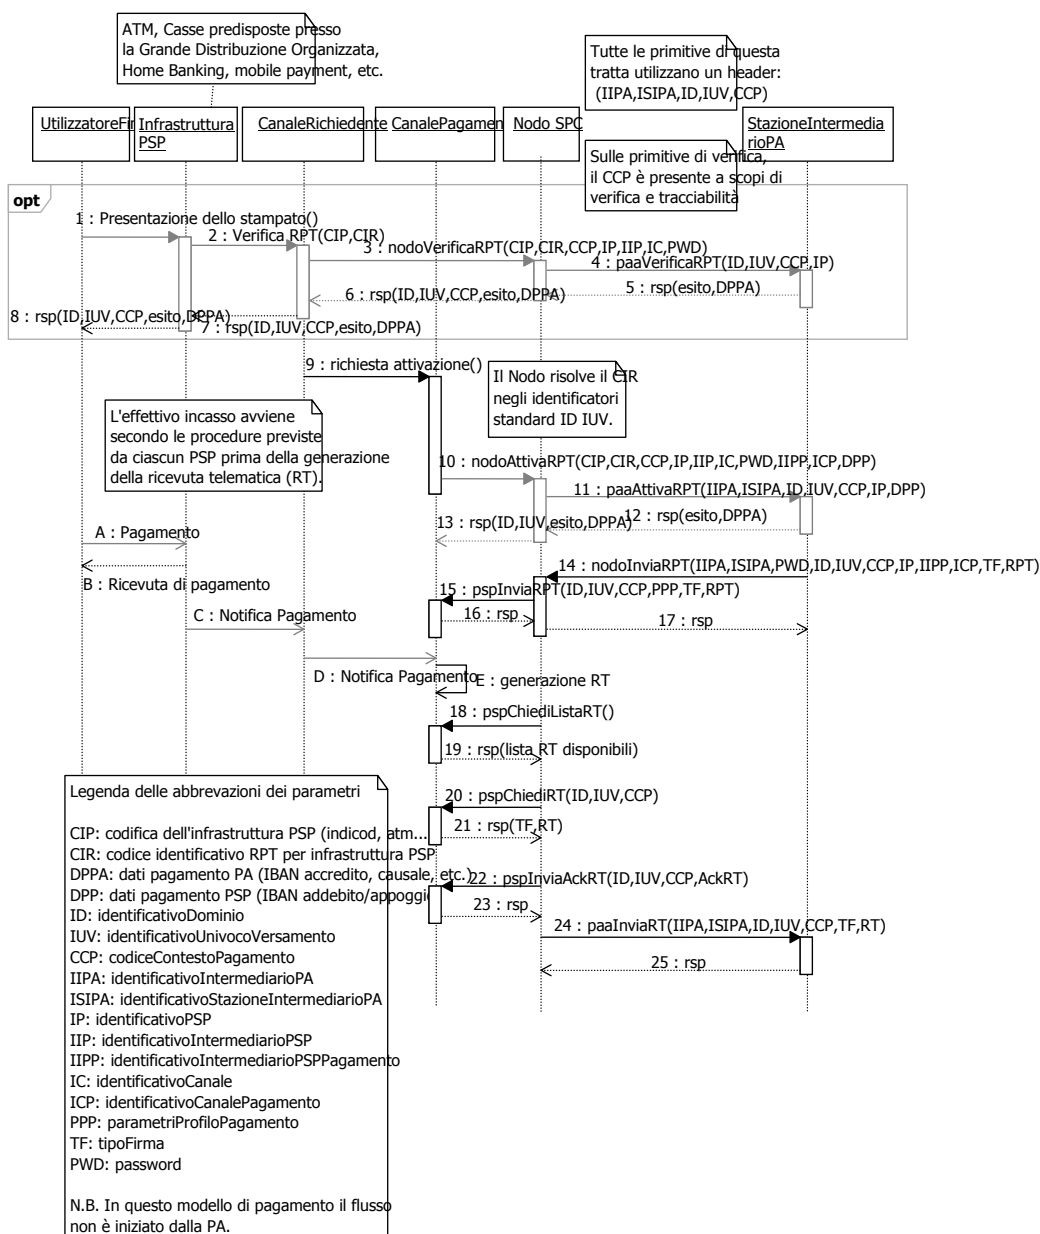 ATM, Casse predisposte presso
la Grande Distribuzione Organizzata,
Home Banking, mobile payment, etc.
Tutte le primitive di questa
tratta utilizzano un header:
(IIPA,ISIPA,ID,IUV,CCP)
UtilizzatoreFin
Infrastruttura
PSP
CanaleRichiedente
CanalePagamen
Nodo SPC
StazioneIntermedia
rioPA
Sulle primitive di verifica,
il CCP è presente a scopi di
verifica e tracciabilità
opt
1 : Presentazione dello stampato()
2 : Verifica RPT(CIP,CIR)
3 : nodoVerificaRPT(CIP,CIR,CCP,IP,IIP,IC,PWD)
4 : paaVerificaRPT(ID,IUV,CCP,IP)
5 : rsp(esito,DPPA)
6 : rsp(ID,IUV,CCP,esito,DPPA)
8 : rsp(ID,IUV,CCP,esito,DPPA)
7 : rsp(ID,IUV,CCP,esito,DPPA)
9 : richiesta attivazione()
Il Nodo risolve il CIR
negli identificatori
standard ID IUV.
L'effettivo incasso avviene
secondo le procedure previste
da ciascun PSP prima della generazione
della ricevuta telematica (RT).
10 : nodoAttivaRPT(CIP,CIR,CCP,IP,IIP,IC,PWD,IIPP,ICP,DPP)
11 : paaAttivaRPT(IIPA,ISIPA,ID,IUV,CCP,IP,DPP)
12 : rsp(esito,DPPA)
13 : rsp(ID,IUV,esito,DPPA)
A : Pagamento
14 : nodoInviaRPT(IIPA,ISIPA,PWD,ID,IUV,CCP,IP,IIPP,ICP,TF,RPT)
B : Ricevuta di pagamento
15 : pspInviaRPT(ID,IUV,CCP,PPP,TF,RPT)
16 : rsp
17 : rsp
C : Notifica Pagamento
D : Notifica Pagamento
E : generazione RT
18 : pspChiediListaRT()
19 : rsp(lista RT disponibili)
20 : pspChiediRT(ID,IUV,CCP)
21 : rsp(TF,RT)
22 : pspInviaAckRT(ID,IUV,CCP,AckRT)
23 : rsp
24 : paaInviaRT(IIPA,ISIPA,ID,IUV,CCP,TF,RT)
25 : rsp
Legenda delle abbrevazioni dei parametri
CIP: codifica dell'infrastruttura PSP (indicod, atm...
CIR: codice identificativo RPT per infrastruttura PSP
DPPA: dati pagamento PA (IBAN accredito, causale, etc.)
DPP: dati pagamento PSP (IBAN addebito/appoggi
ID: identificativoDominio
IUV: identificativoUnivocoVersamento
CCP: codiceContestoPagamento
IIPA: identificativoIntermediarioPA
ISIPA: identificativoStazioneIntermediarioPA
IP: identificativoPSP
IIP: identificativoIntermediarioPSP
IIPP: identificativoIntermediarioPSPPagamento
IC: identificativoCanale
ICP: identificativoCanalePagamento
PPP: parametriProfiloPagamento
TF: tipoFirma
PWD: password
N.B. In questo modello di pagamento il flusso
non è iniziato dalla PA.